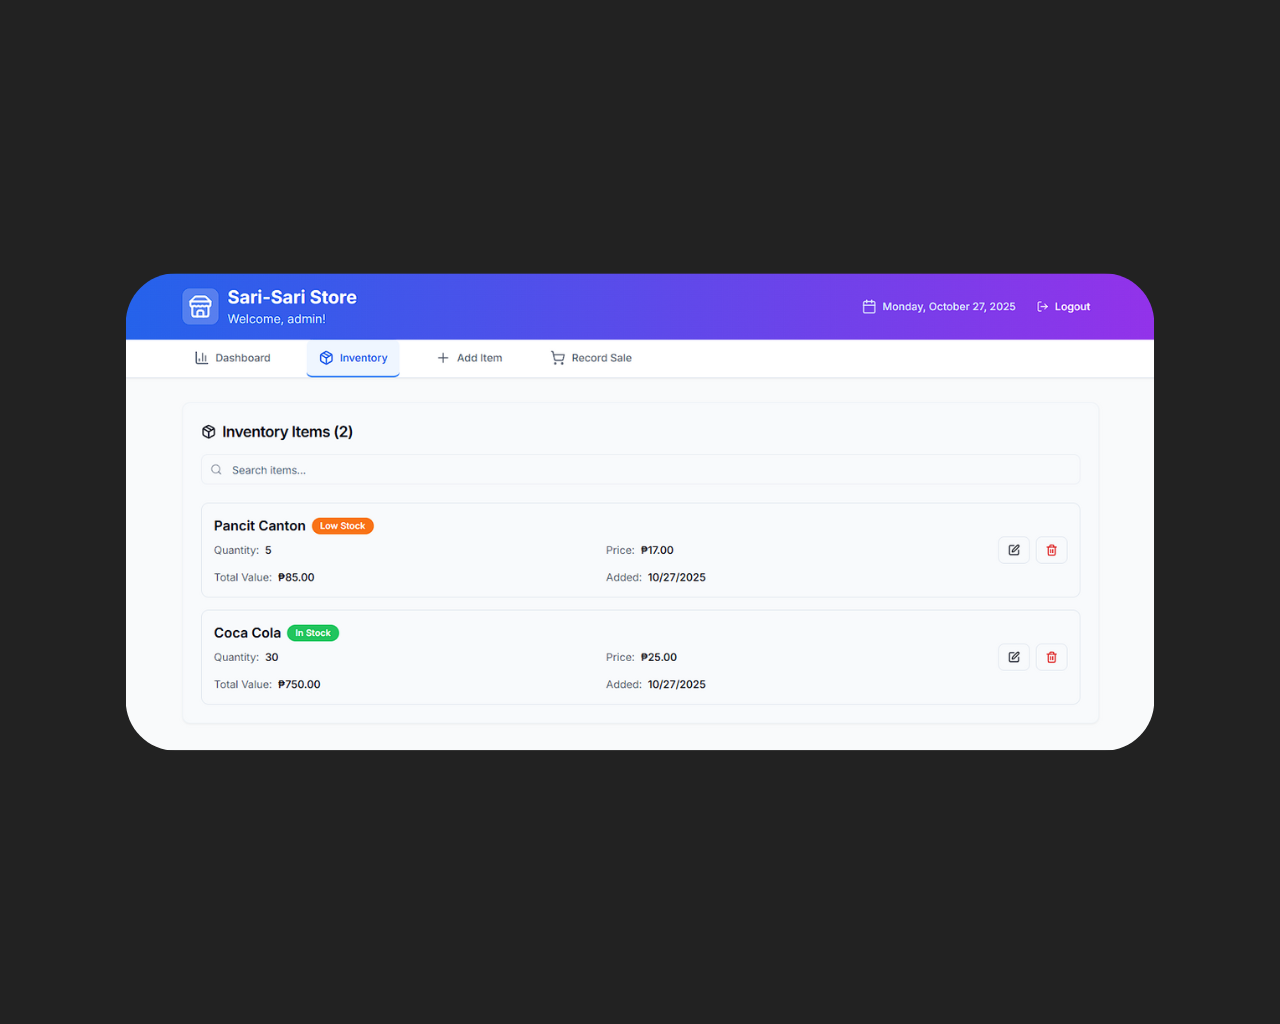 Sari-Sari Store
Welcome, admin!
Monday, October 27, 2025
Logout
Dashboard
Inventory
Add Item
Record Sale
Inventory Items (2)
Search items...
Pancit Canton
Low Stock
Quantity: 5
Price: ₱17.00
Total Value: ₱85.00
Added: 10/27/2025
Coca Cola
In Stock
Quantity: 30
Price: ₱25.00
Total Value: ₱750.00
Added: 10/27/2025